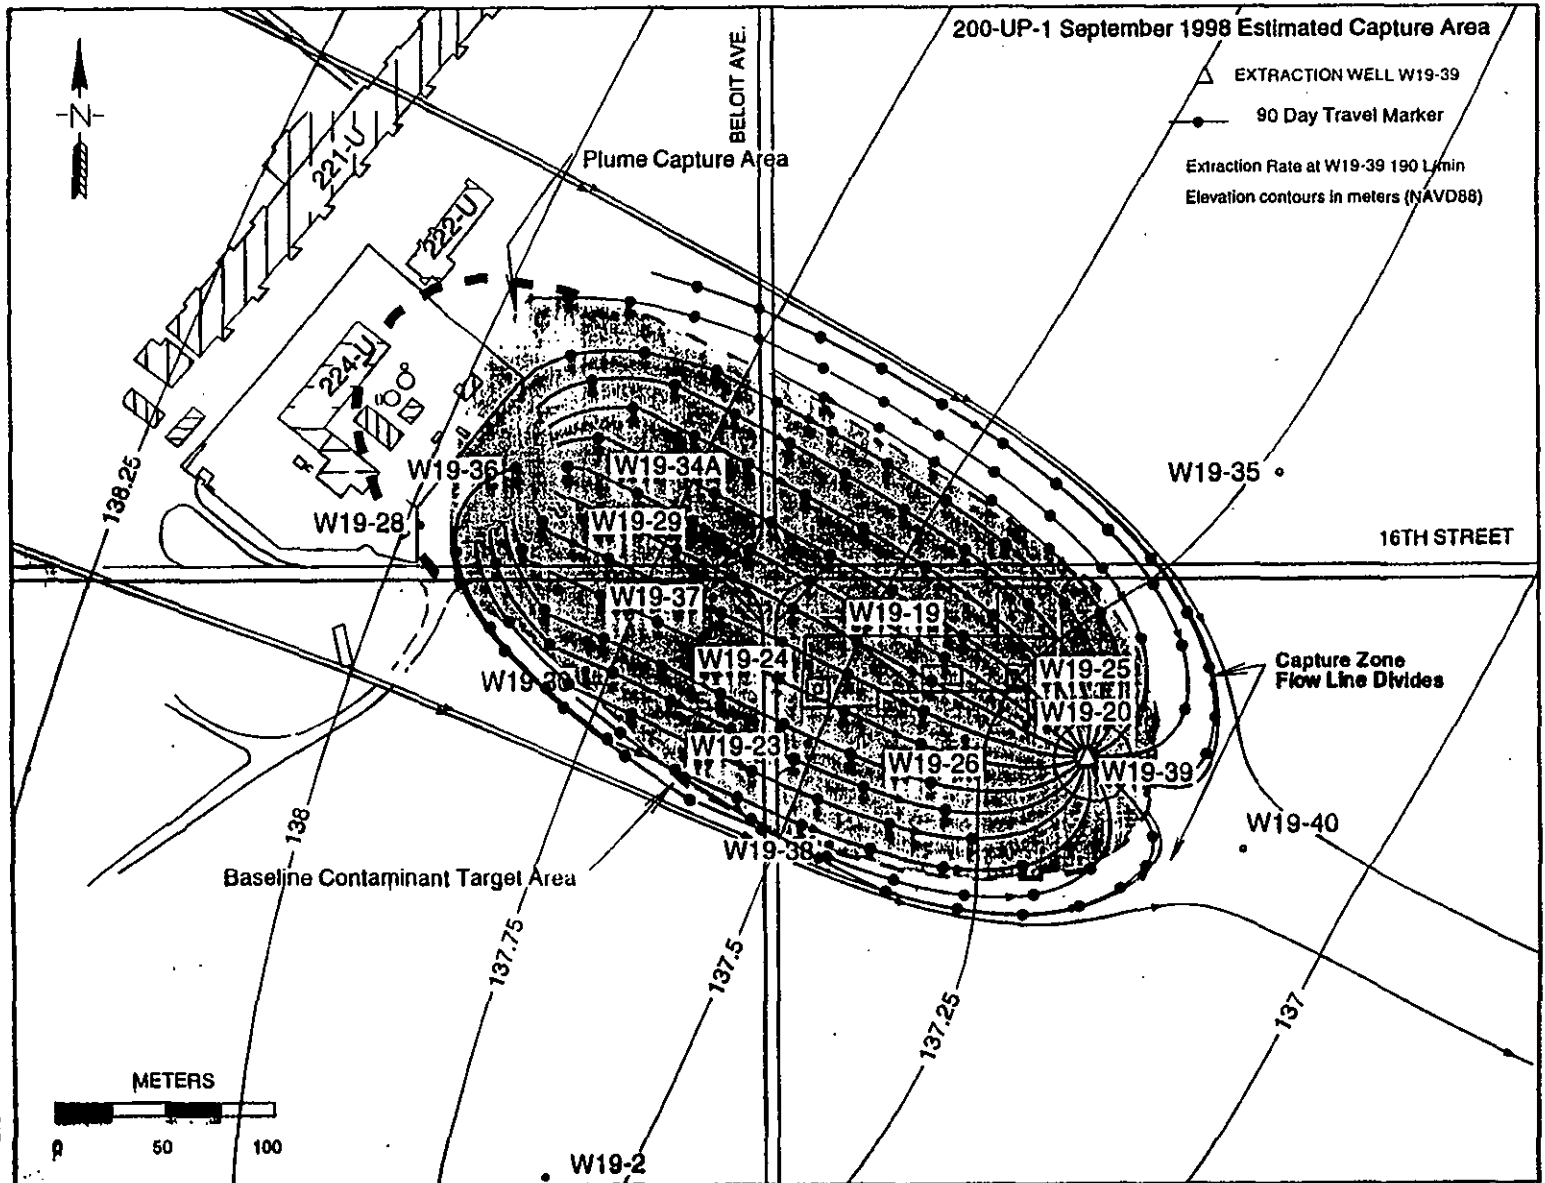 200-UP-1 September 1998 Estimated Capture Area
EXTRACTION WELL W19-39
90 Day Travel Marker
Extraction Rate at W19-39 190 L/min
Elevation contours in meters (NAVD88)
N
BELOIT AVE.
Plume Capture Area
221-U
222-U
224-U
W19-36
W19-34A
W19-35
138.25
W19-28
W19-29
16TH STREET
W19-37
W19-19
W19-24
W19-25
Capture Zone
Flow Line Divides
W19-20
W19-23
W19-26
W19-39
W19-40
138
W19-38
Baseline Contaminant Target Area
137.75
137.5
137.25
137
METERS
0 50 100
W19-2